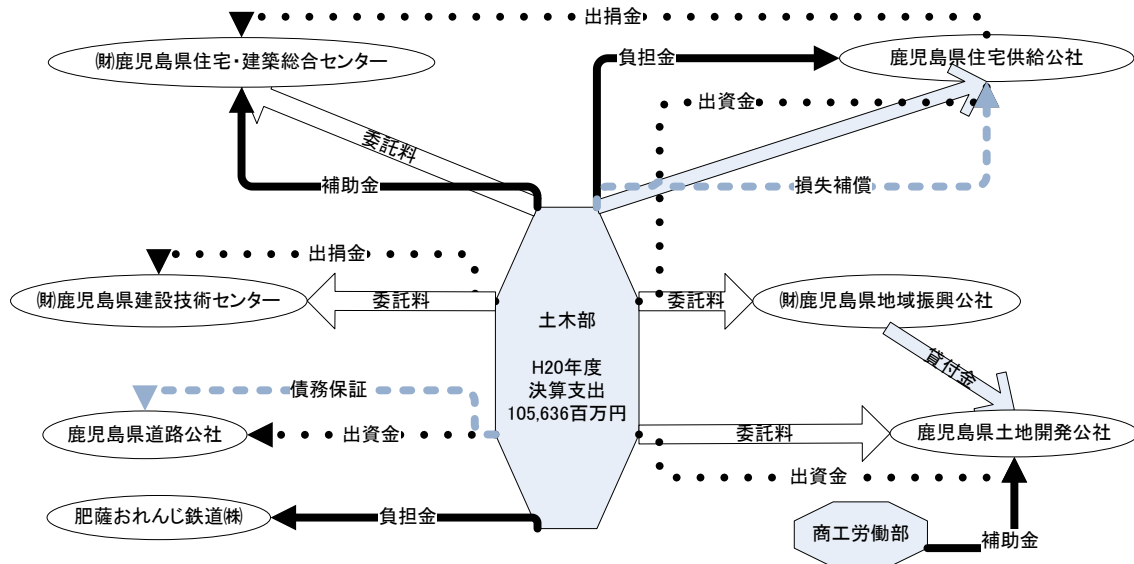 出捐金
㈶鹿児島県住宅・建築総合センター
負担金
鹿児島県住宅供給公社
出資金
委託料
補助金
損失補償
出捐金
㈶鹿児島県建設技術センター
委託料
土木部
H20年度
決算支出
105,636百万円
委託料
㈶鹿児島県地域振興公社
貸付金
債務保証
鹿児島県道路公社
出資金
委託料
鹿児島県土地開発公社
出資金
肥薩おれんじ鉄道㈱
負担金
商工労働部
補助金